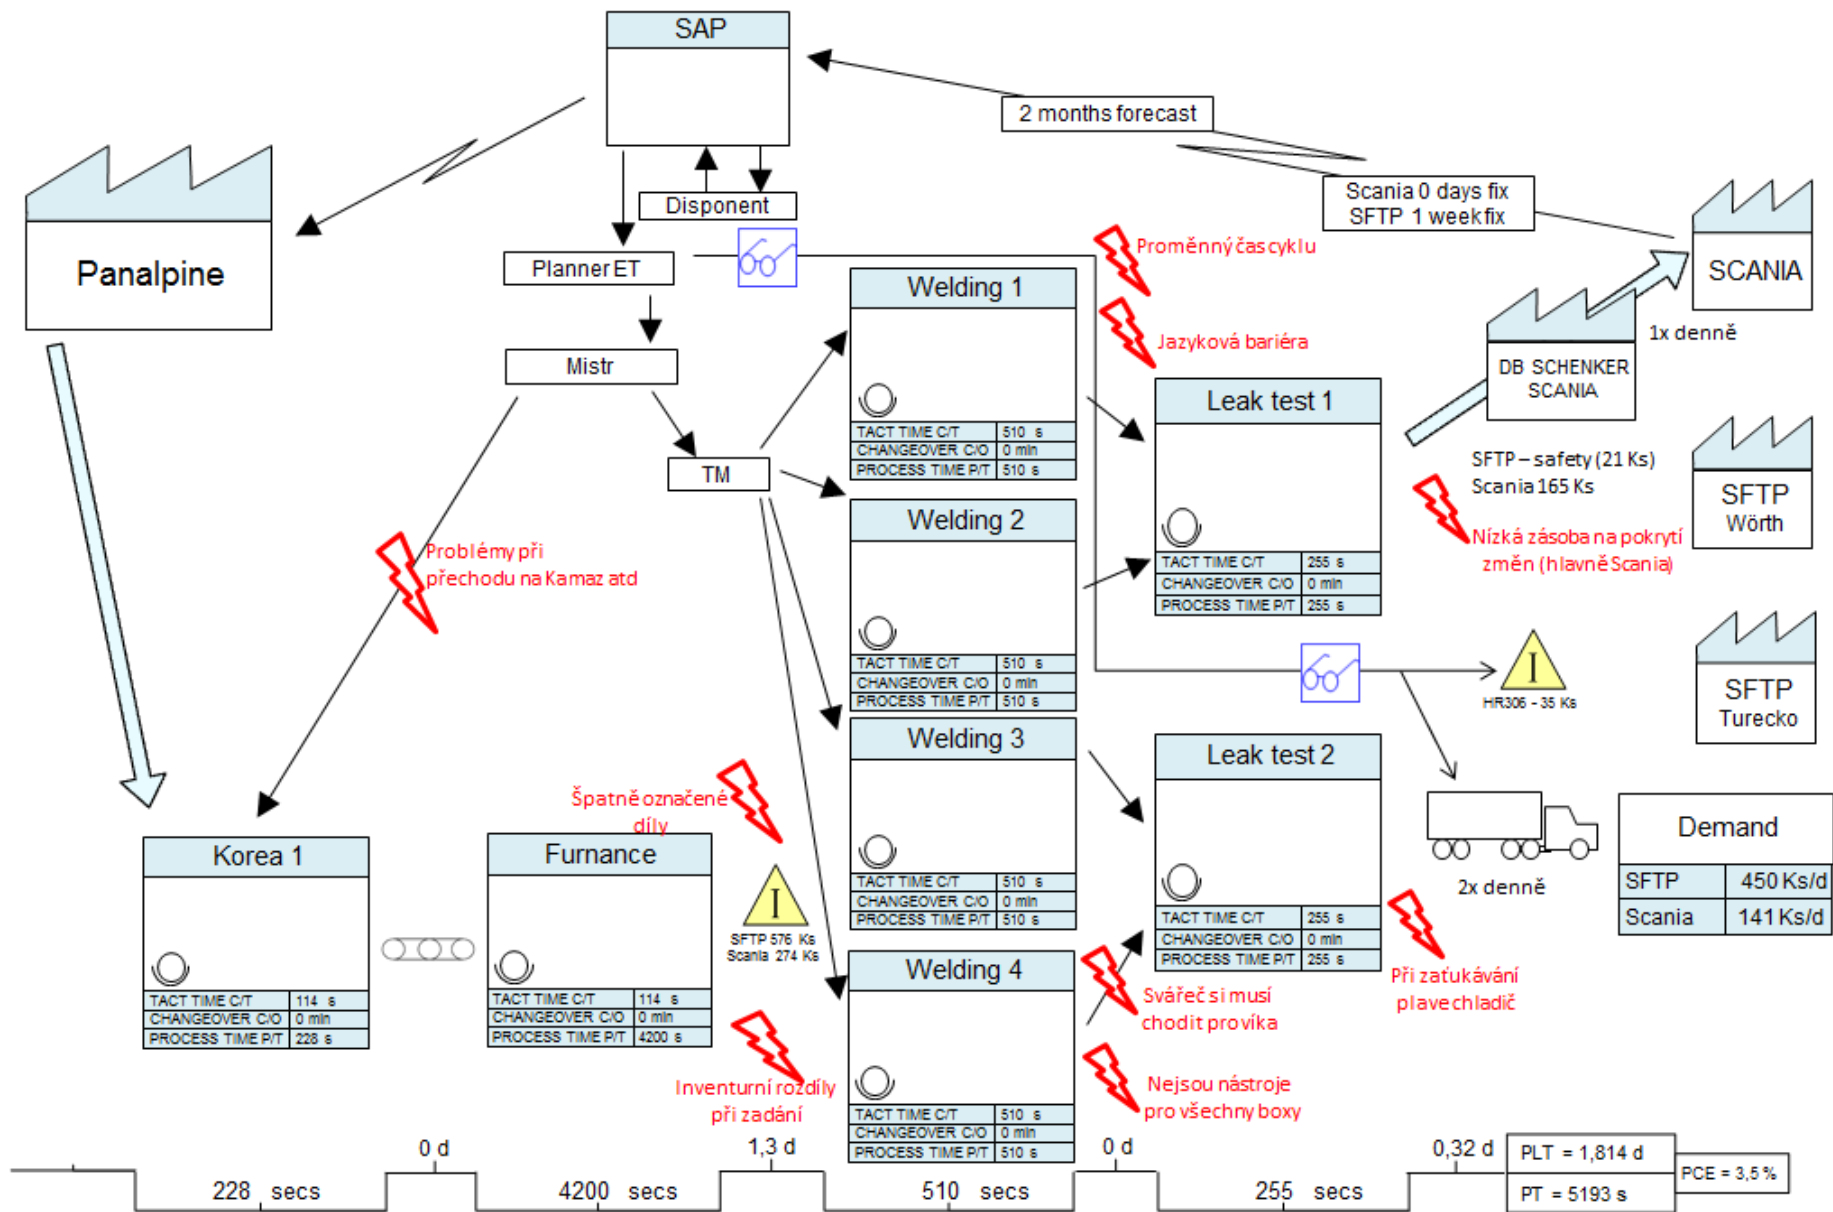 SAP
2 months forecast
Scania 0 days fix
SFTP 1 week fix
Disponent
Planner ET
Mistr
TM
Panalpine
SCANIA
1x denně
DB SCHENKER
SCANIA
SFTP – safety (21 Ks)
Scania 165 Ks
Nízká zásoba na pokrytí
změn (hlavně Scania)
SFTP
Wörth
SFTP
Turecko
Proměnný čas cyklu
Jazyková bariéra
Problémy při
přechodu na Kamaz atd
Welding 1
TACT TIME C/T 510 s
CHANGEOVER C/O 0 min
PROCESS TIME P/T 510 s
Welding 2
TACT TIME C/T 510 s
CHANGEOVER C/O 0 min
PROCESS TIME P/T 510 s
Welding 3
TACT TIME C/T 510 s
CHANGEOVER C/O 0 min
PROCESS TIME P/T 510 s
Welding 4
TACT TIME C/T 510 s
CHANGEOVER C/O 0 min
PROCESS TIME P/T 510 s
Leak test 1
TACT TIME C/T 255 s
CHANGEOVER C/O 0 min
PROCESS TIME P/T 255 s
Leak test 2
TACT TIME C/T 255 s
CHANGEOVER C/O 0 min
PROCESS TIME P/T 255 s
I
HR306 - 35 Ks
2x denně
Demand
SFTP 450 Ks/d
Scania 141 Ks/d
Špatně označené
díly
I
SFTP 576 Ks
Scania 274 Ks
Korea 1
TACT TIME C/T 114 s
CHANGEOVER C/O 0 min
PROCESS TIME P/T 228 s
Furnance
TACT TIME C/T 114 s
CHANGEOVER C/O 0 min
PROCESS TIME P/T 4200 s
Inventurní rozdíly
při zadání
Svářeč si musí
chodit pro víka
Nejsou nástroje
pro všechny boxy
Při zaťukávání
plave chladič
228 secs
0 d
4200 secs
1,3 d
510 secs
0 d
255 secs
0,32 d
PLT = 1,814 d
PT = 5193 s
PCE = 3,5 %